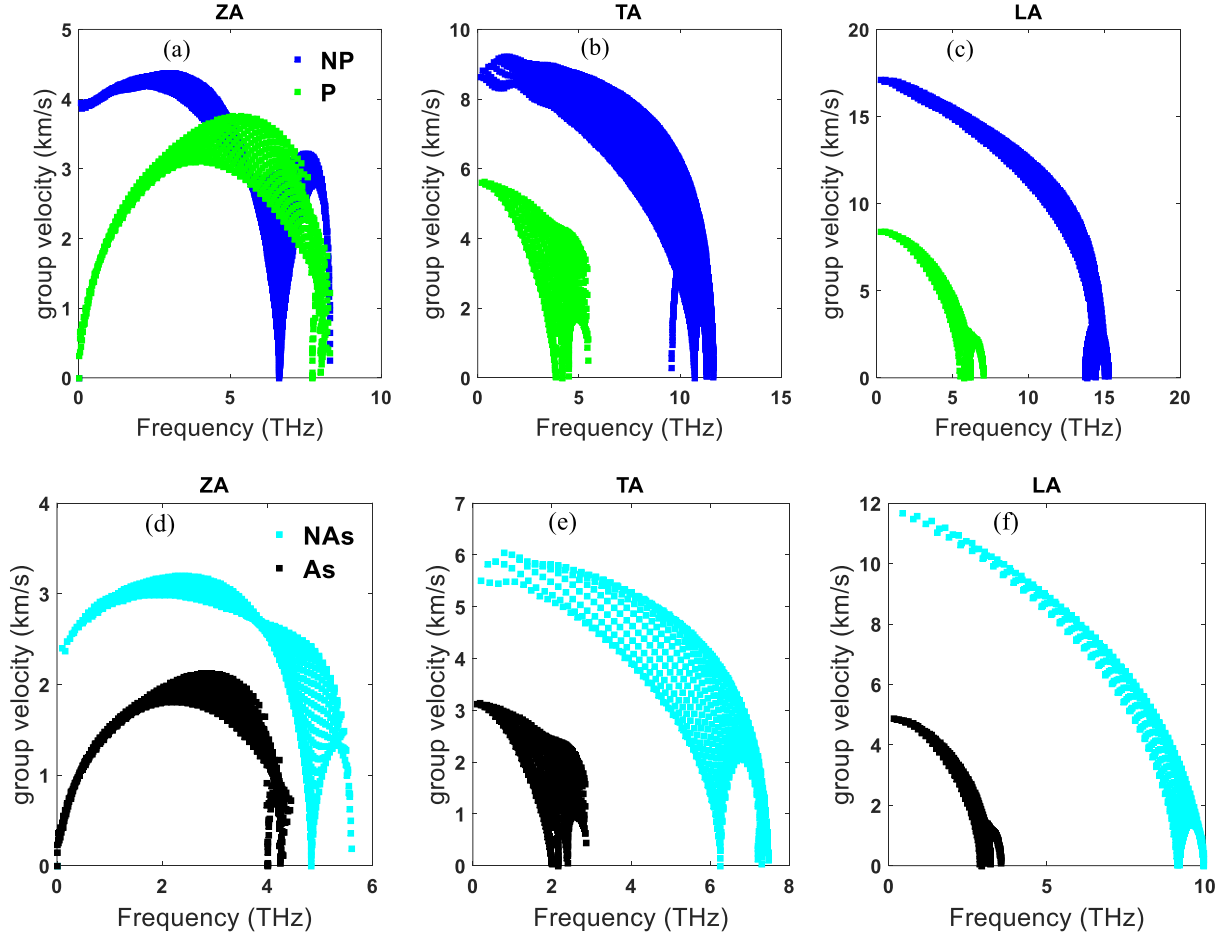 ZA
TA
LA
(a)
NP
P
(b)
(c)
group velocity (km/s)
0
1
2
3
4
5
0
5
10
Frequency (THz)
group velocity (km/s)
0
2
4
6
8
10
0
5
10
15
Frequency (THz)
group velocity (km/s)
0
5
10
15
20
0
5
10
15
20
Frequency (THz)
ZA
TA
LA
(d)
NAs
As
(e)
(f)
group velocity (km/s)
0
1
2
3
4
0
2
4
6
Frequency (THz)
group velocity (km/s)
0
1
2
3
4
5
6
7
0
2
4
6
8
Frequency (THz)
group velocity (km/s)
0
2
4
6
8
10
12
0
5
10
Frequency (THz)